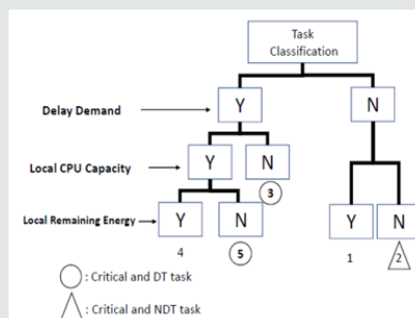 Task
Classification
Delay Demand
Y
N
Local CPU Capacity
Y
N
3
Local Remaining Energy
Y
N
Y
N
4
5
1
2
: Critical and DT task
: Critical and NDT task